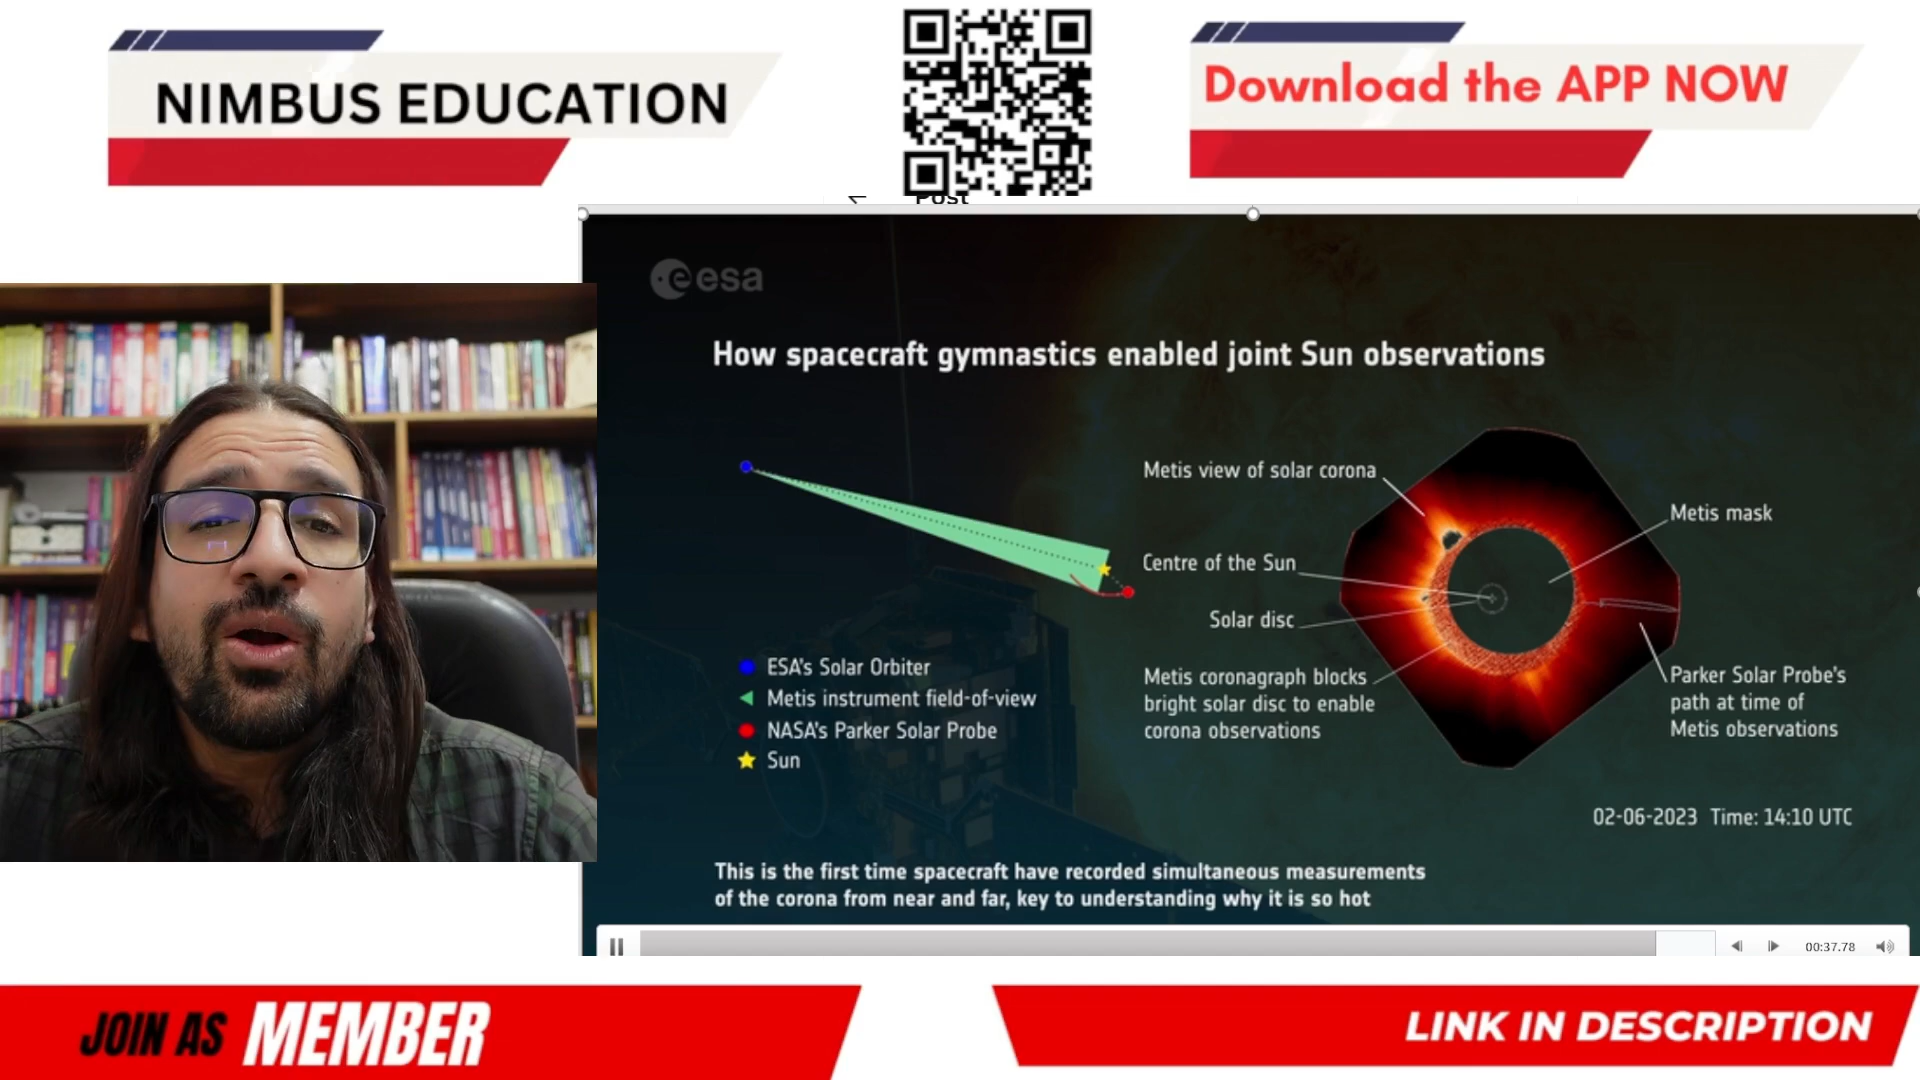 NIMBUS EDUCATION
Download the APP NOW
Post
esa
How spacecraft gymnastics enabled joint Sun observations
Metis view of solar corona
Metis mask
Centre of the Sun
Solar disc
Metis coronagraph blocks
bright solar disc to enable
corona observations
Parker Solar Probe's
path at time of
Metis observations
ESA's Solar Orbiter
Metis instrument field-of-view
NASA's Parker Solar Probe
Sun
02-06-2023 Time: 14:10 UTC
This is the first time spacecraft have recorded simultaneous measurements
of the corona from near and far, key to understanding why it is so hot
00:37.78
JOIN AS MEMBER
LINK IN DESCRIPTION